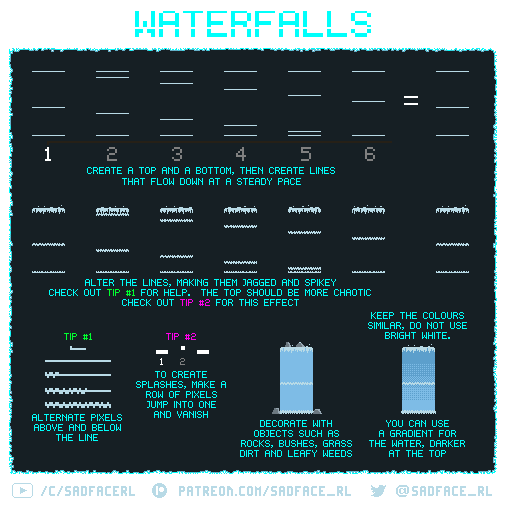 WATERFALLS
=
1 2 3 4 5 6
CREATE A TOP AND A BOTTOM, THEN CREATE LINES
THAT FLOW DOWN AT A STEADY PACE
ALTER THE LINES, MAKING THEM JAGGED AND SPIKEY
CHECK OUT TIP #1 FOR HELP. THE TOP SHOULD BE MORE CHAOTIC
CHECK OUT TIP #2 FOR THIS EFFECT
TIP #1
ALTERNATE PIXELS
ABOVE AND BELOW
THE LINE
TIP #2
1 2
TO CREATE
SPLASHES, MAKE A
ROW OF PIXELS
JUMP INTO ONE
AND VANISH
DECORATE WITH
OBJECTS SUCH AS
ROCKS, BUSHES, GRASS
DIRT AND LEAFY WEEDS
KEEP THE COLOURS
SIMILAR, DO NOT USE
BRIGHT WHITE.
YOU CAN USE
A GRADIENT FOR
THE WATER, DARKER
AT THE TOP
/C/SADFACERL
PATREON.COM/SADFACE_RL
@SADFACE_RL